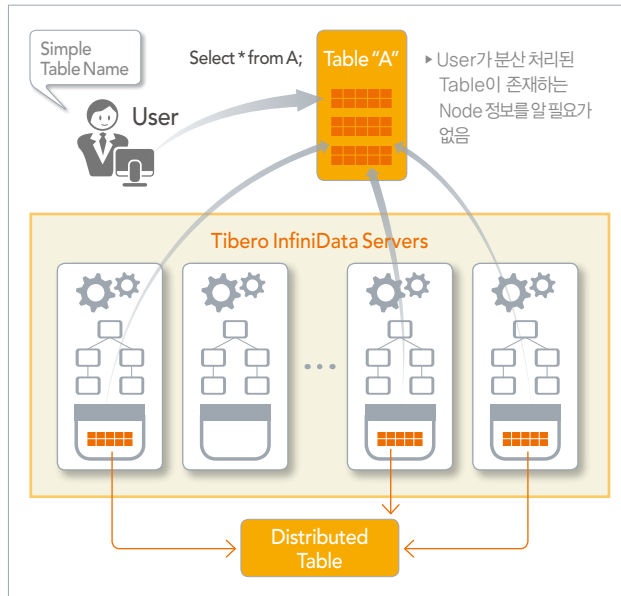 Simple
Table Name
User
Select * from A;
Table “A”
▸ User가 분산 처리된
Table이 존재하는
Node 정보를 알 필요가
없음
Tibero InfiniData Servers
...
Distributed
Table